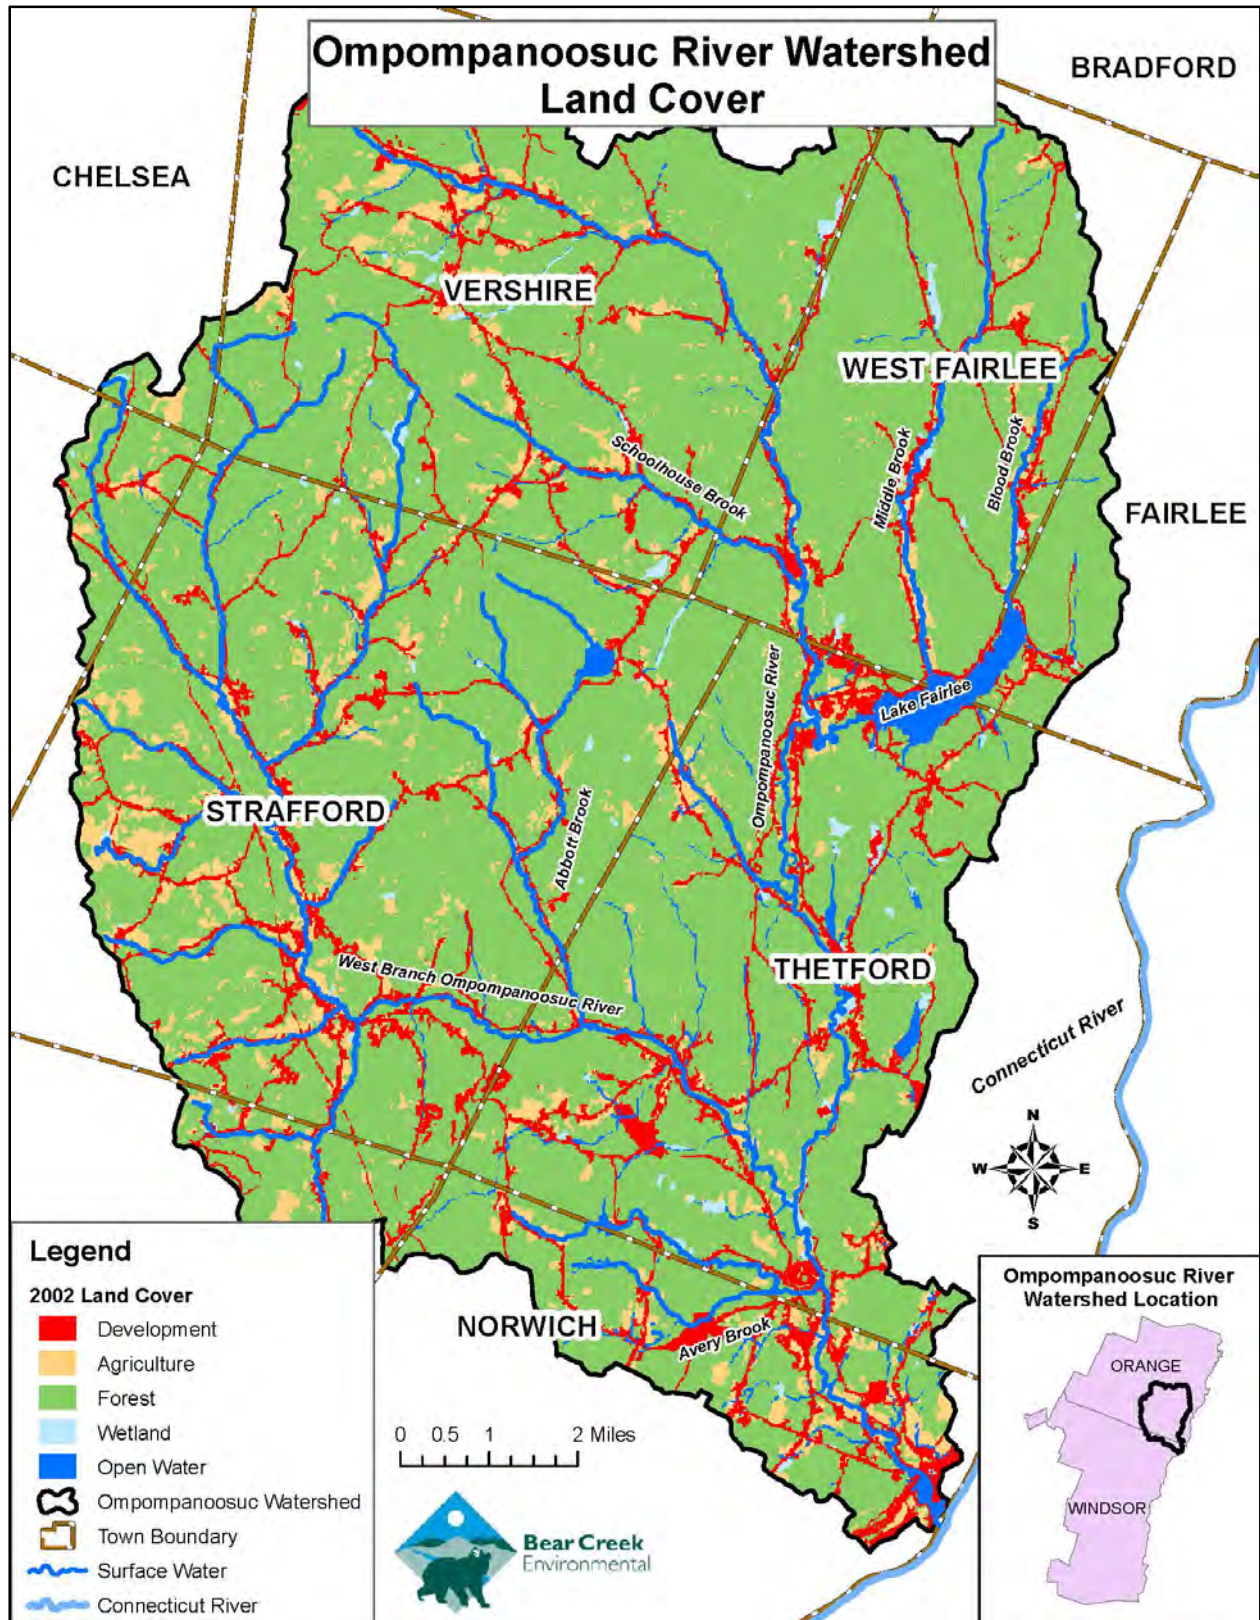 Ompompanoosuc River Watershed
Land Cover
BRADFORD
CHELSEA
VERSHIRE
WEST FAIRLEE
Schoolhouse Brook
Middle Brook
Blood Brook
FAIRLEE
Ompompanoosuc River
Lake Fairlee
STRAFFORD
Abbott Brook
West Branch Ompompanoosuc River
THETFORD
Connecticut River
N
W
E
S
NORWICH
Avery Brook
Legend
2002 Land Cover
Development
Agriculture
Forest
Wetland
Open Water
Ompompanoosuc Watershed
Town Boundary
Surface Water
Connecticut River
0 0.5 1 2 Miles
Bear Creek
Environmental
Ompompanoosuc River
Watershed Location
ORANGE
WINDSOR